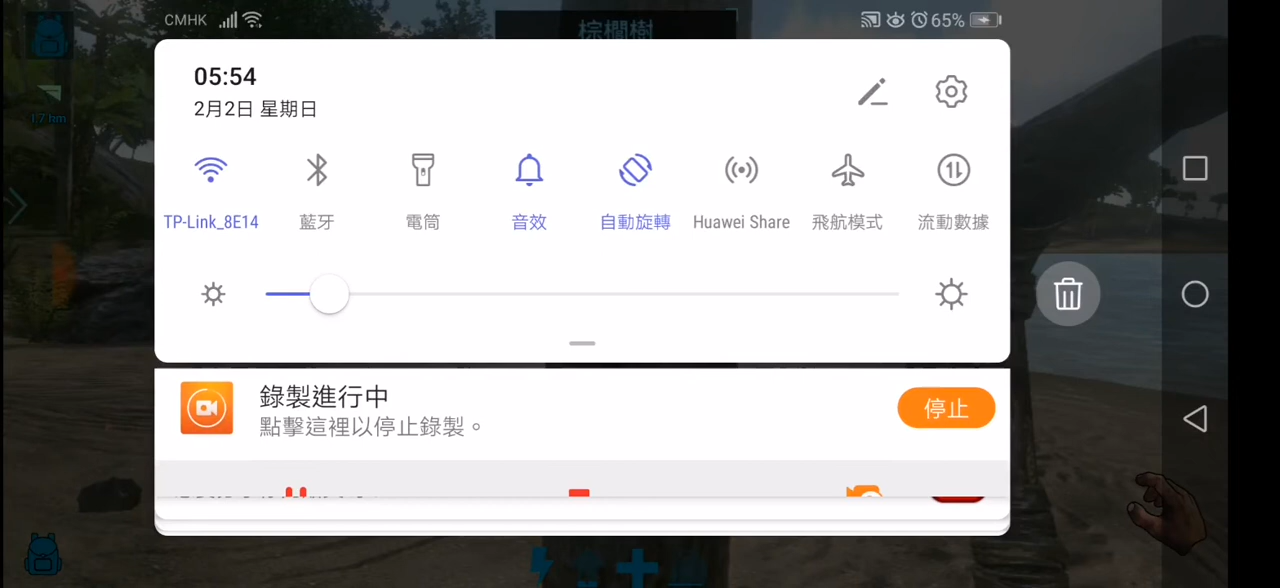 CMHK
65%
棕櫚樹
05:54
2月2日 星期日
1.7 hm
TP-Link_8E14
藍牙
電筒
音效
自動旋轉
Huawei Share
飛航模式
流動數據
錄製進行中
點擊這裡以停止錄製。
停止